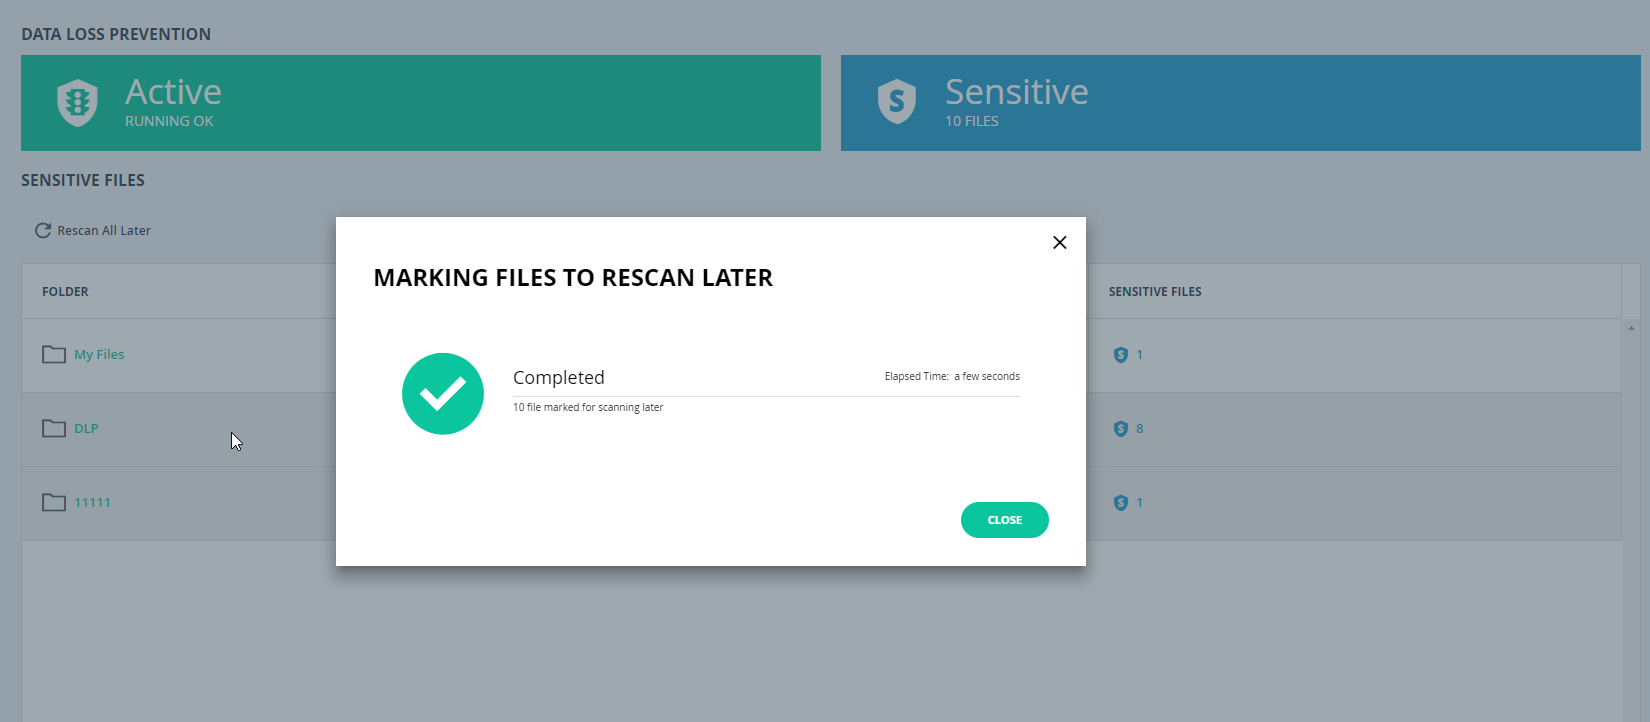 DATA LOSS PREVENTION
Active
RUNNING OK
Sensitive
10 FILES
SENSITIVE FILES
Rescan All Later
MARKING FILES TO RESCAN LATER
Completed
Elapsed Time: a few seconds
10 file marked for scanning later
CLOSE
FOLDER
SENSITIVE FILES
My Files
1
DLP
8
11111
1